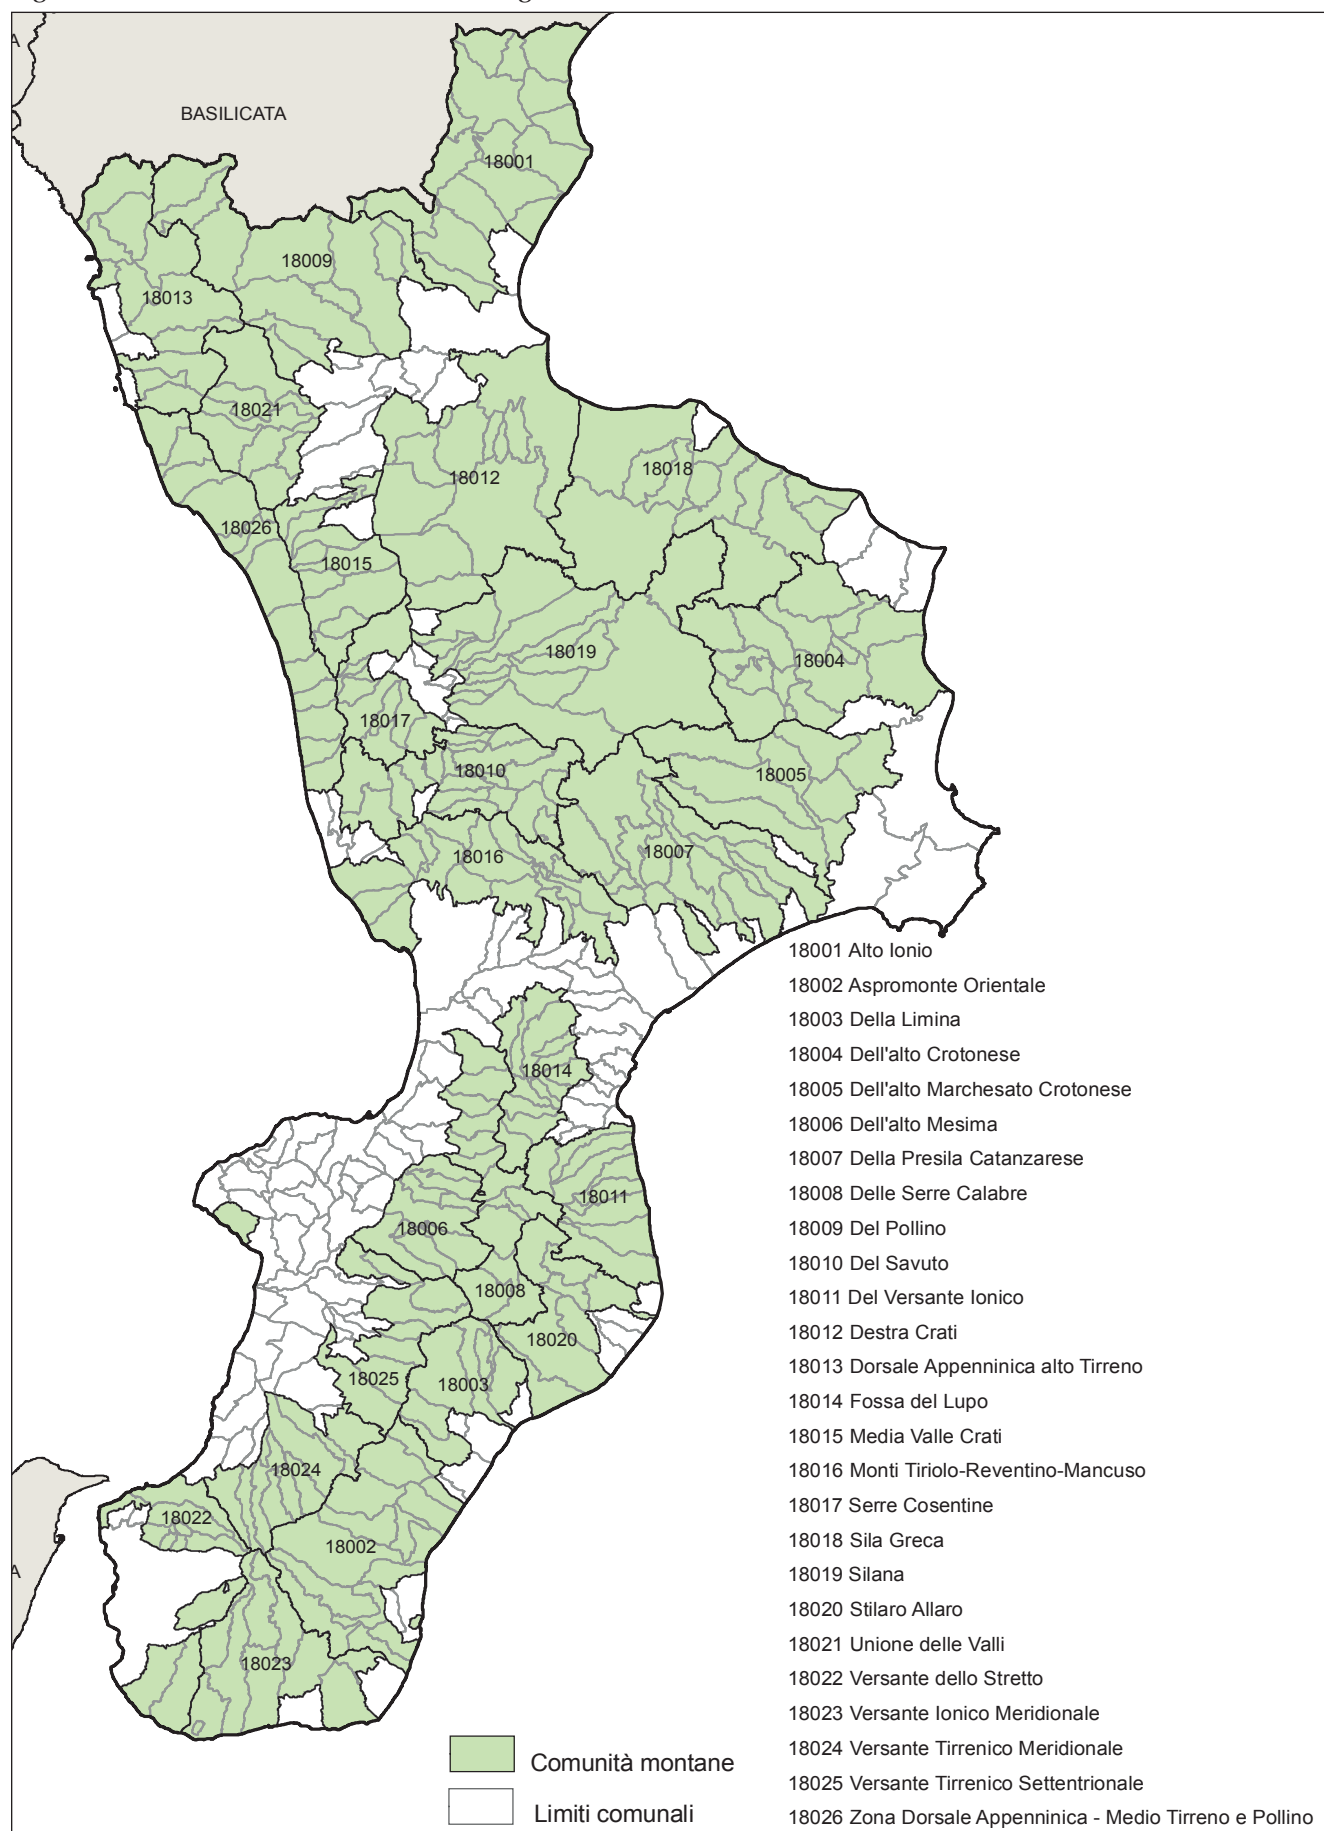 BASILICATA
A
18001
18009
18013
18021
18012
18018
18026
18015
18019
18004
18017
18010
18005
18016
18007
18014
18011
18006
18008
18020
18025
18003
18024
18022
18002
A
18023
18001 Alto Ionio
18002 Aspromonte Orientale
18003 Della Limina
18004 Dell'alto Crotonese
18005 Dell'alto Marchesato Crotonese
18006 Dell'alto Mesima
18007 Della Presila Catanzarese
18008 Delle Serre Calabre
18009 Del Pollino
18010 Del Savuto
18011 Del Versante Ionico
18012 Destra Crati
18013 Dorsale Appenninica alto Tirreno
18014 Fossa del Lupo
18015 Media Valle Crati
18016 Monti Tiriolo-Reventino-Mancuso
18017 Serre Cosentine
18018 Sila Greca
18019 Silana
18020 Stilaro Allaro
18021 Unione delle Valli
18022 Versante dello Stretto
18023 Versante Ionico Meridionale
18024 Versante Tirrenico Meridionale
18025 Versante Tirrenico Settentrionale
18026 Zona Dorsale Appenninica - Medio Tirreno e Pollino
Comunità montane
Limiti comunali